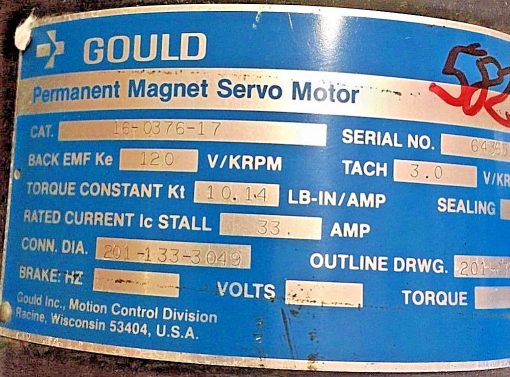 GOULD
Permanent Magnet Servo Motor
CAT. 16-0376-17 SERIAL NO.
BACK EMF Ke 120 V/KRPM TACH 3.0
TORQUE CONSTANT Kt 10.14 LB-IN/AMP SEALING
RATED CURRENT Ic STALL 33. AMP
CONN. DIA. 201-133-3049 OUTLINE DRWG.
BRAKE: HZ VOLTS TORQUE
Gould Inc., Motion Control Division
Racine, Wisconsin 53404, U.S.A.